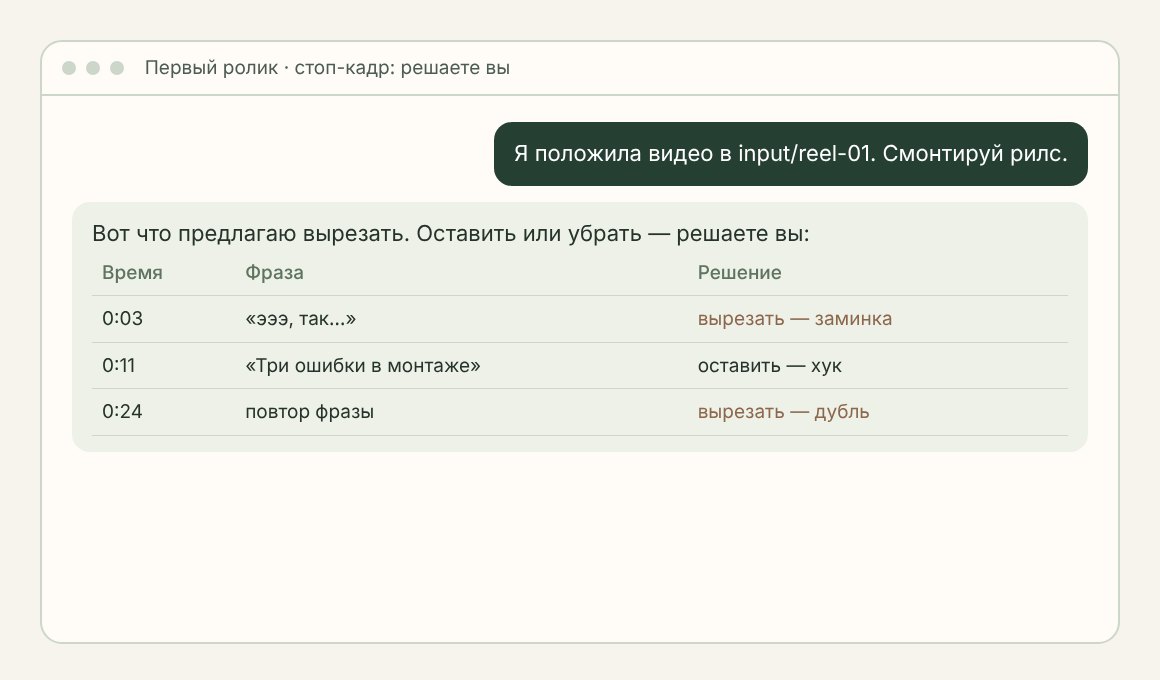 Первый ролик · стоп-кадр: решаете вы
Я положила видео в input/reel-01. Смонтируй рилс.
Вот что предлагаю вырезать. Оставить или убрать — решаете вы:
Время Фраза Решение
0:03 «эээ, так...» вырезать — заминка
0:11 «Три ошибки в монтаже» оставить — хук
0:24 повтор фразы вырезать — дубль